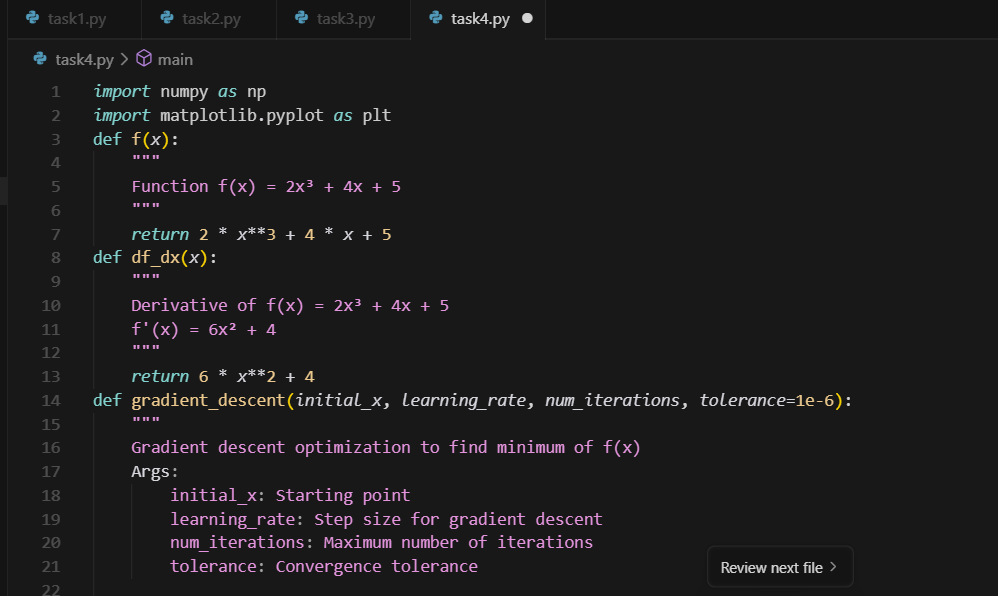 task1.py task2.py task3.py task4.py
task4.py > main
1 import numpy as np
2 import matplotlib.pyplot as plt
3 def f(x):
4     """
5     Function f(x) = 2x³ + 4x + 5
6     """
7     return 2 * x**3 + 4 * x + 5
8 def df_dx(x):
9     """
10     Derivative of f(x) = 2x³ + 4x + 5
11     f'(x) = 6x² + 4
12     """
13     return 6 * x**2 + 4
14 def gradient_descent(initial_x, learning_rate, num_iterations, tolerance=1e-6):
15     """
16     Gradient descent optimization to find minimum of f(x)
17     Args:
18         initial_x: Starting point
19         learning_rate: Step size for gradient descent
20         num_iterations: Maximum number of iterations
21         tolerance: Convergence tolerance
Review next file >
22